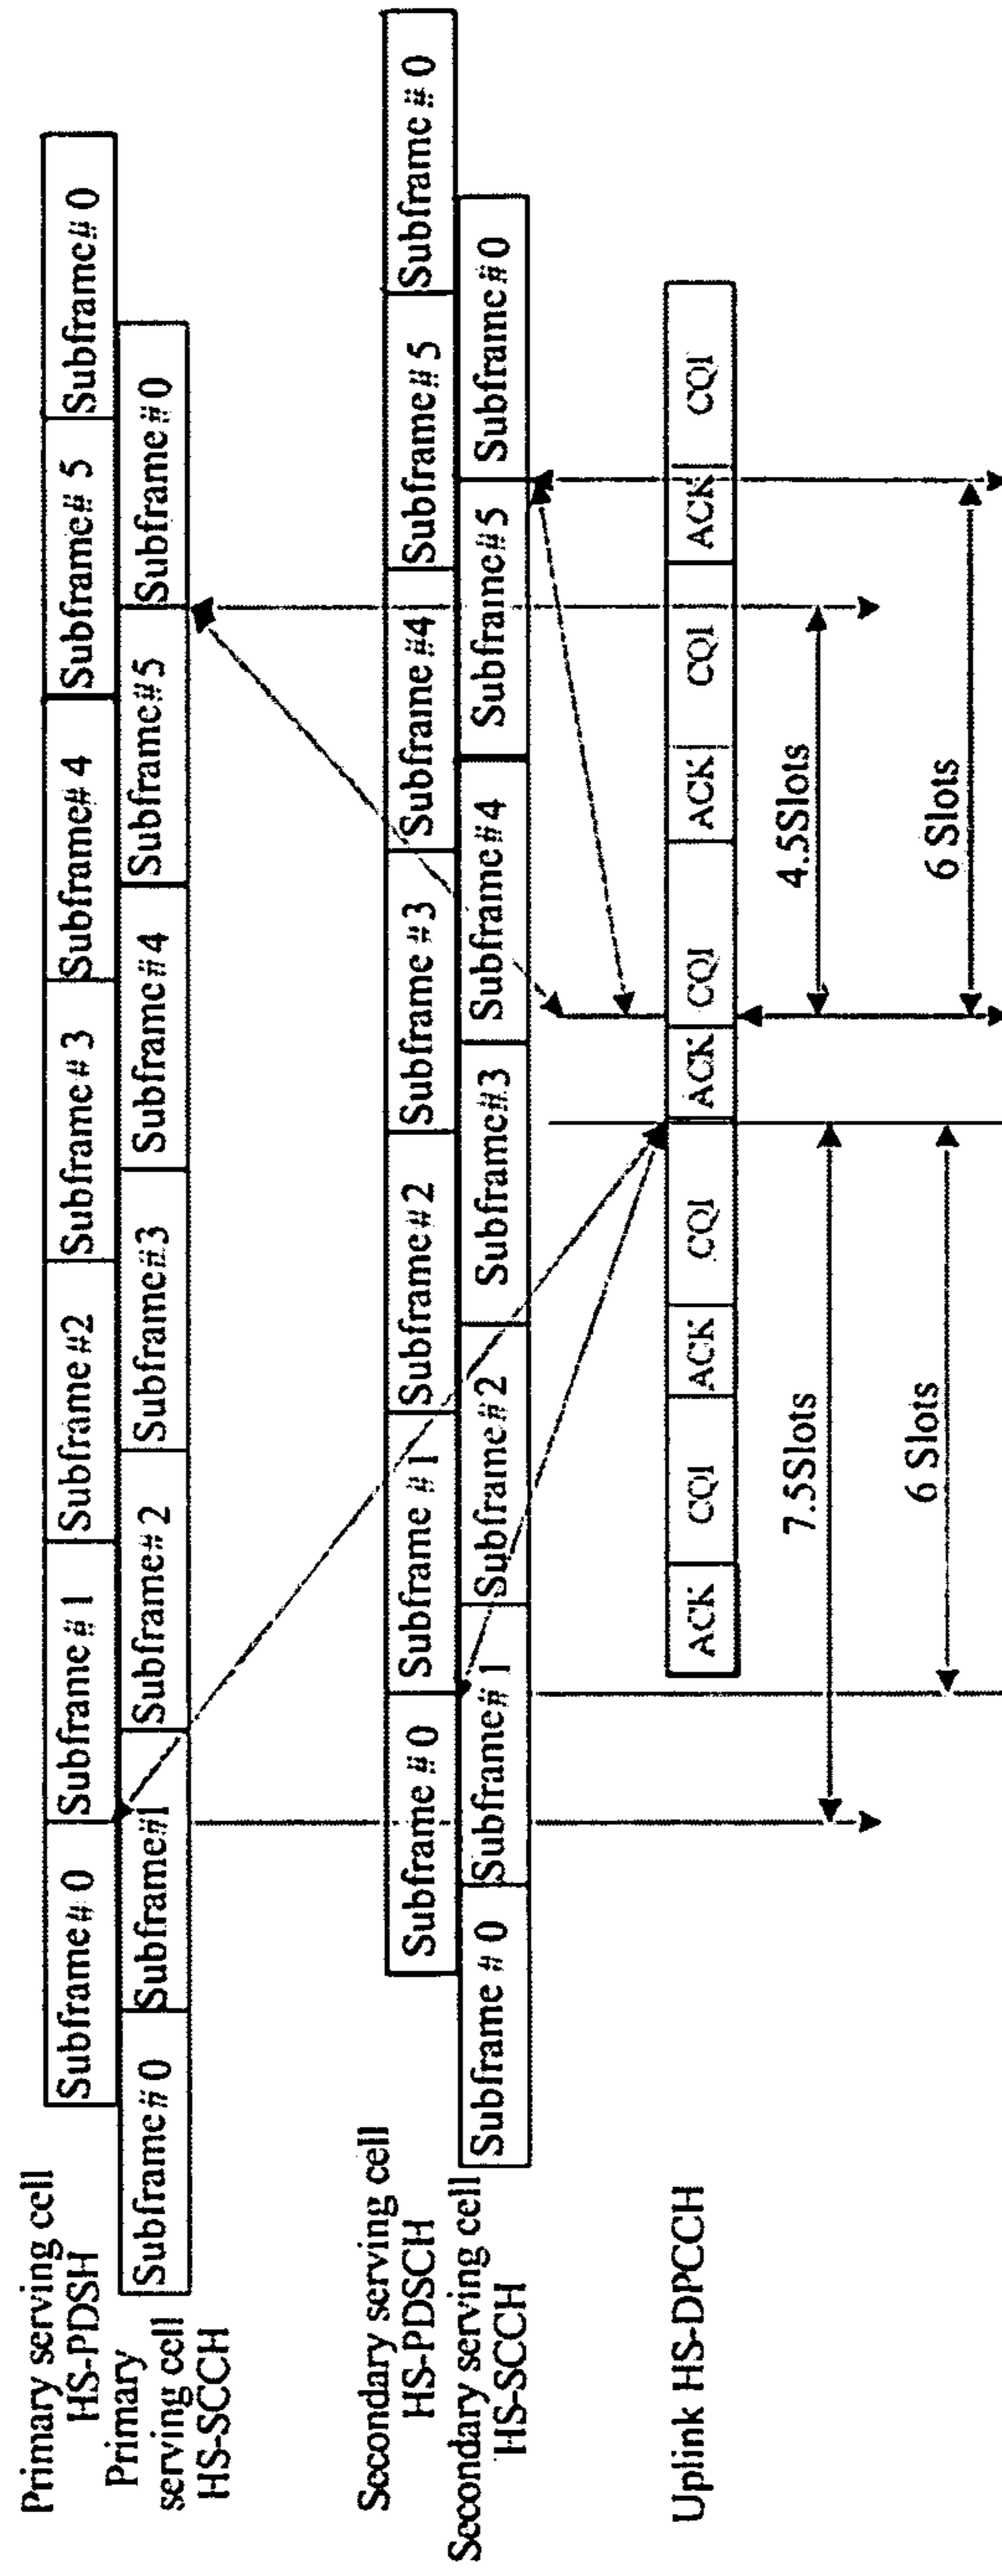 Primary serving cell
HS-PDSH
Subframe# 0
Subframe# 1
Subframe #2
Subframe# 3
Subframe# 4
Subframe# 5
Subframe# 0
Primary
serving cell
HS-SCCH
Subframe# 0
Subframe#1
Subframe# 2
Subframe#3
Subframe# 4
Subframe#5
Subframe# 0
Secondary serving cell
HS-PDSCH
Subframe # 0
Subframe # 1
Subframe# 2
Subframe #3
Subframe #4
Subframe# 5
Subframe # 0
Secondary serving cell
HS-SCCH
Subframe # 0
Subframe# 1
Subframe #2
Subframe#3
Subframe#4
Subframe#5
Subframe# 0
Uplink HS-DPCCH
ACK
CQI
ACK
CQI
ACK
CQI
ACK
CQI
ACK
CQI
7.5Slots
4.5Slots
6 Slots
6 Slots